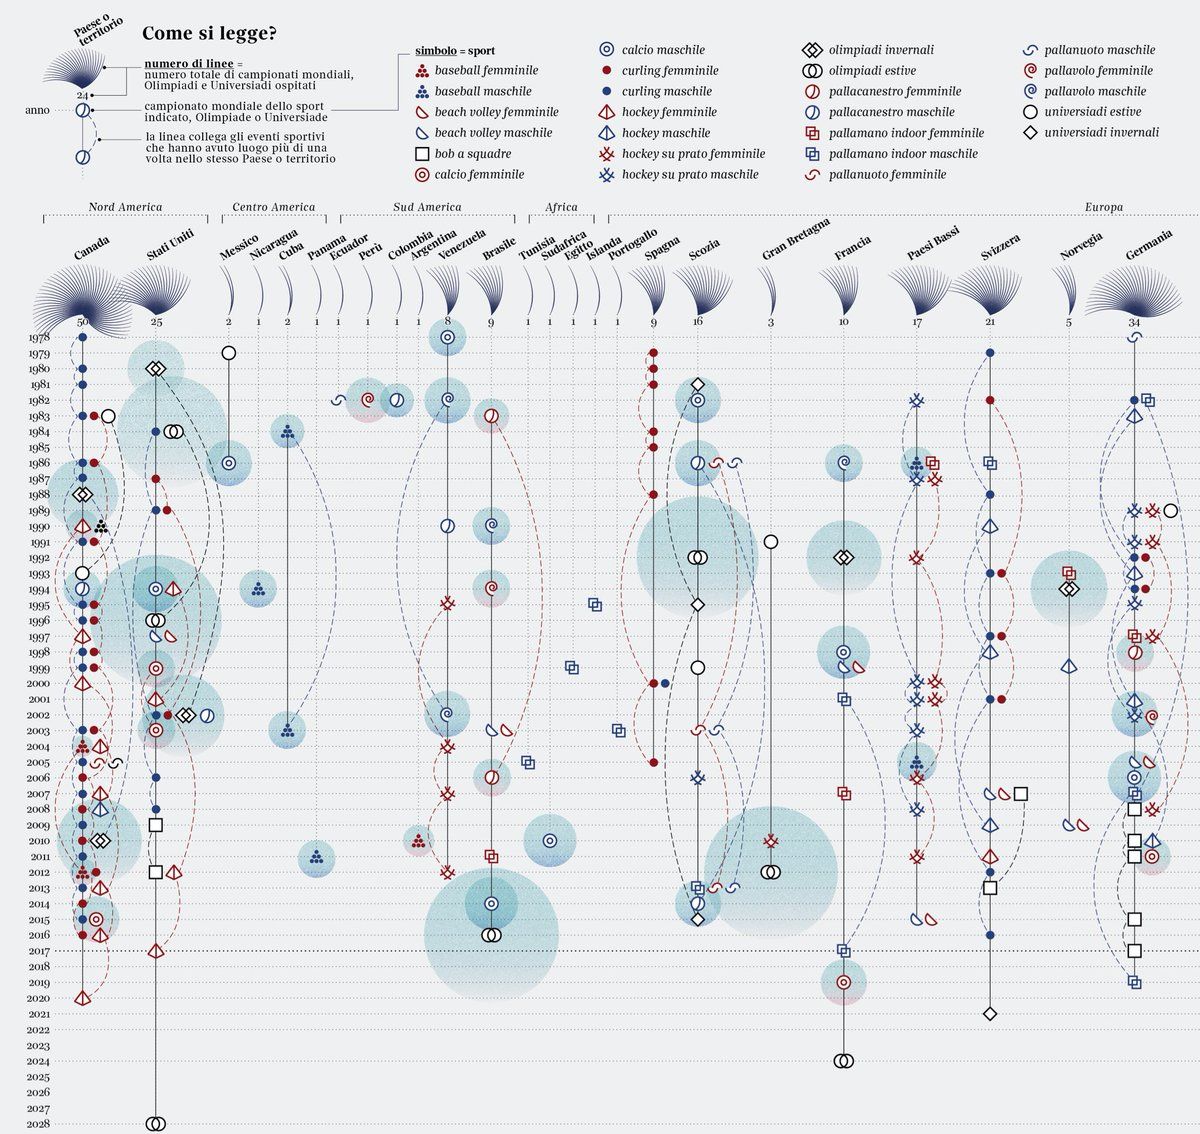 Come si legge?
Paese o
territorio
numero di linee =
numero totale di campionati mondiali,
Olimpiadi e Universiadi ospitati
24
anno
campionato mondiale dello sport
indicato, Olimpiade o Universiade
la linea collega gli eventi sportivi
che hanno avuto luogo più di una
volta nello stesso Paese o territorio
simbolo = sport
baseball femminile
baseball maschile
beach volley femminile
beach volley maschile
bob a squadre
calcio femminile
calcio maschile
curling femminile
curling maschile
hockey femminile
hockey maschile
hockey su prato femminile
hockey su prato maschile
olimpiadi invernali
olimpiadi estive
pallacanestro femminile
pallacanestro maschile
pallamano indoor femminile
pallamano indoor maschile
pallanuoto femminile
pallanuoto maschile
pallavolo femminile
pallavolo maschile
universiadi estive
universiadi invernali
Nord America
Centro America
Sud America
Africa
Europa
Canada
Stati Uniti
Messico
Nicaragua
Cuba
Panama
Ecuador
Perù
Colombia
Argentina
Venezuela
Brasile
Tunisia
Sudafrica
Egitto
Islanda
Portogallo
Spagna
Scozia
Gran Bretagna
Francia
Paesi Bassi
Svizzera
Norvegia
Germania
50 25 2 1 2 1 1 1 1 1 8 9 1 1 1 1 1 9 16 3 10 17 21 5 34
1978
1979
1980
1981
1982
1983
1984
1985
1986
1987
1988
1989
1990
1991
1992
1993
1994
1995
1996
1997
1998
1999
2000
2001
2002
2003
2004
2005
2006
2007
2008
2009
2010
2011
2012
2013
2014
2015
2016
2017
2018
2019
2020
2021
2022
2023
2024
2025
2026
2027
2028